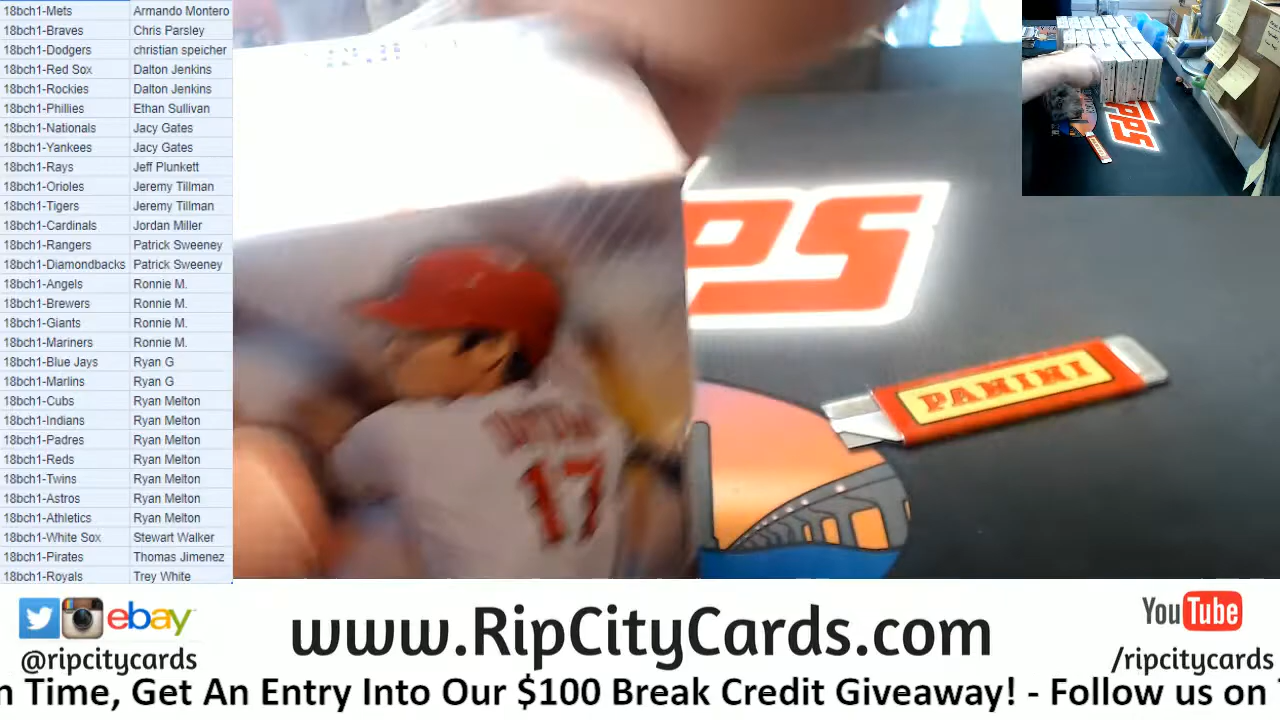 18bch1-Mets Armando Montero
18bch1-Braves Chris Parsley
18bch1-Dodgers christian speicher
18bch1-Red Sox Dalton Jenkins
18bch1-Rockies Dalton Jenkins
18bch1-Phillies Ethan Sullivan
18bch1-Nationals Jacy Gates
18bch1-Yankees Jacy Gates
18bch1-Rays Jeff Plunkett
18bch1-Orioles Jeremy Tillman
18bch1-Tigers Jeremy Tillman
18bch1-Cardinals Jordan Miller
18bch1-Rangers Patrick Sweeney
18bch1-Diamondbacks Patrick Sweeney
18bch1-Angels Ronnie M.
18bch1-Brewers Ronnie M.
18bch1-Giants Ronnie M.
18bch1-Mariners Ronnie M.
18bch1-Blue Jays Ryan G
18bch1-Marlins Ryan G
18bch1-Cubs Ryan Melton
18bch1-Indians Ryan Melton
18bch1-Padres Ryan Melton
18bch1-Reds Ryan Melton
18bch1-Twins Ryan Melton
18bch1-Astros Ryan Melton
18bch1-Athletics Ryan Melton
18bch1-White Sox Stewart Walker
18bch1-Pirates Thomas Jimenez
18bch1-Royals Trey White
PS
PPS
PANINI
17
ebay
@ripcitycards
www.RipCityCards.com
YouTube
/ripcitycards
n Time, Get An Entry Into Our $100 Break Credit Giveaway! - Follow us on